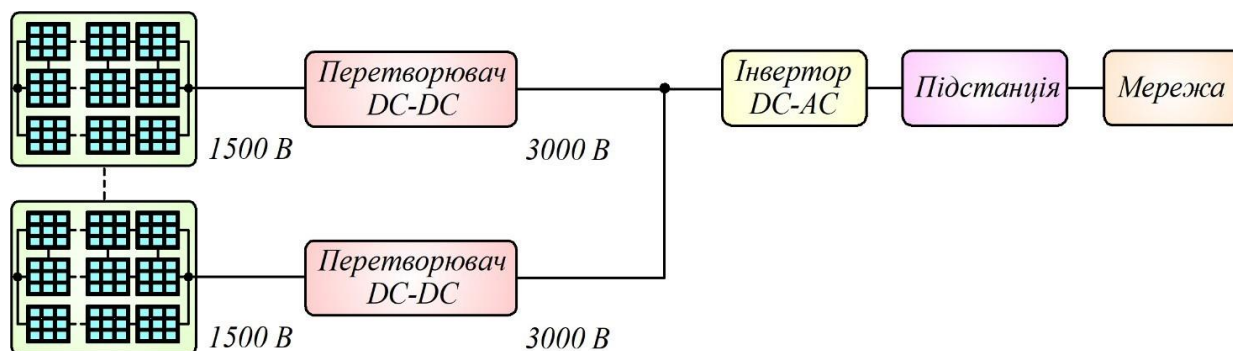 Перетворювач
DC-DC
Інвертор
DC-AC
Підстанція
Мережа
1500 В
3000 В
Перетворювач
DC-DC
1500 В
3000 В